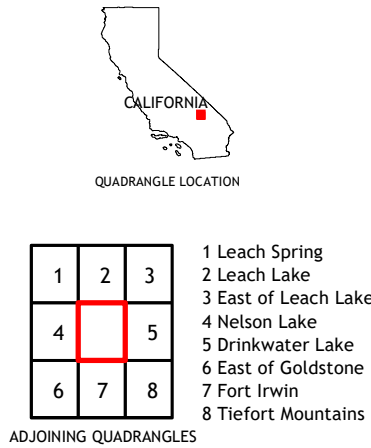 CALIFORNIA
QUADRANGLE LOCATION
1 2 3
4 5
6 7 8
1 Leach Spring
2 Leach Lake
3 East of Leach Lake
4 Nelson Lake
5 Drinkwater Lake
6 East of Goldstone
7 Fort Irwin
8 Tiefort Mountains
ADJOINING QUADRANGLES